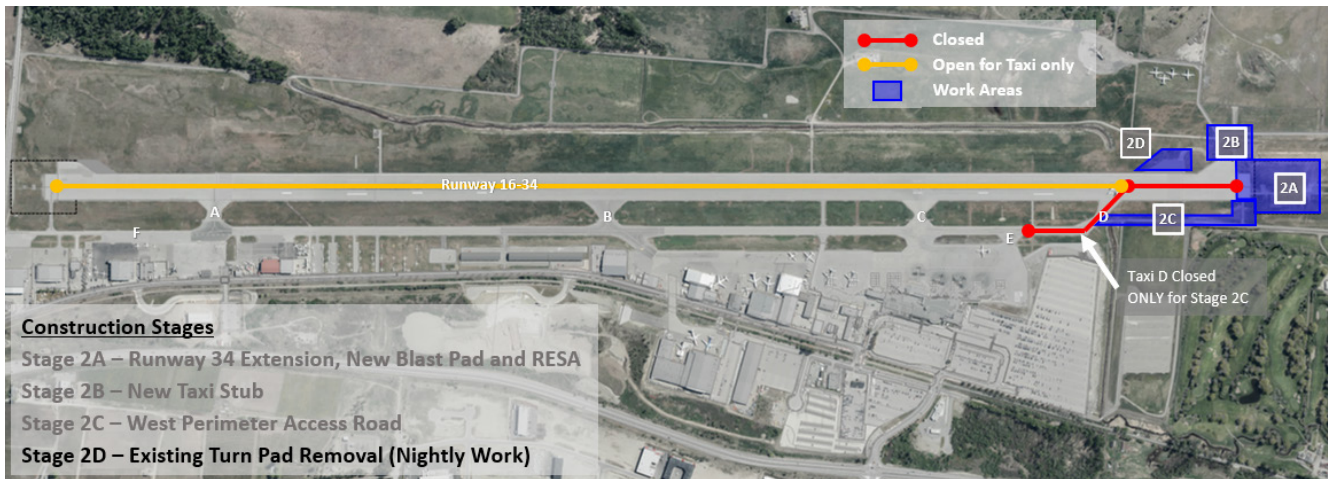 Closed
Open for Taxi only
Work Areas
2D
2B
Runway 16-34
2A
A
B
C
D
2C
F
E
Taxi D Closed
ONLY for Stage 2C
Construction Stages
Stage 2A – Runway 34 Extension, New Blast Pad and RESA
Stage 2B – New Taxi Stub
Stage 2C – West Perimeter Access Road
Stage 2D – Existing Turn Pad Removal (Nightly Work)